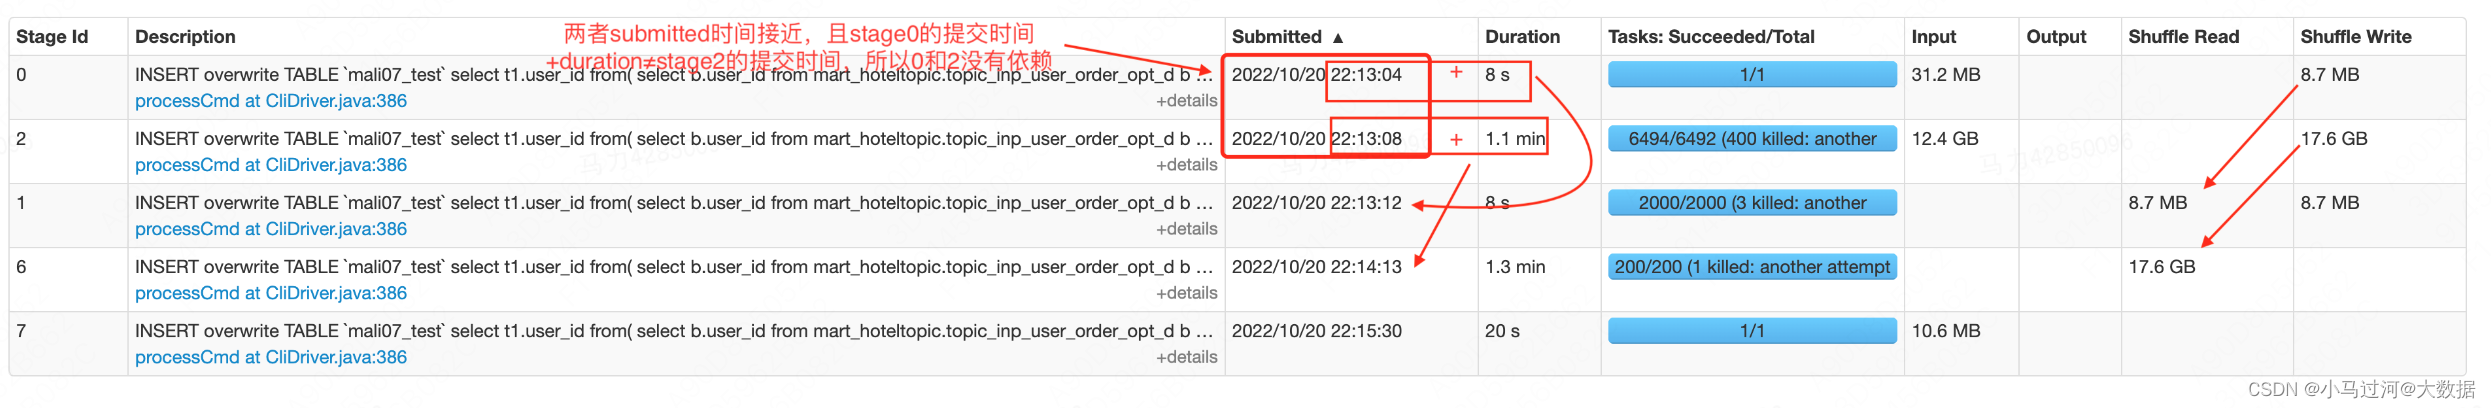 Stage Id Description Submitted ▲ Duration Tasks: Succeeded/Total Input Output Shuffle Read Shuffle Write
两者submitted时间接近，且stage0的提交时间
+duration≠stage2的提交时间，所以0和2没有依赖
0 INSERT overwrite TABLE `mali07_test` select t1.user_id from( select b.user_id from mart_hoteltopic.topic_inp_user_order_opt_d b ... 2022/10/20 22:13:04 + 8 s 1/1 31.2 MB 8.7 MB
processCmd at CliDriver.java:386 +details
2 INSERT overwrite TABLE `mali07_test` select t1.user_id from( select b.user_id from mart_hoteltopic.topic_inp_user_order_opt_d b ... 2022/10/20 22:13:08 + 1.1 min 6494/6492 (400 killed: another 12.4 GB 17.6 GB
processCmd at CliDriver.java:386 +details
马力42850096
1 INSERT overwrite TABLE `mali07_test` select t1.user_id from( select b.user_id from mart_hoteltopic.topic_inp_user_order_opt_d b ... 2022/10/20 22:13:12 8 s 2000/2000 (3 killed: another 8.7 MB 8.7 MB
processCmd at CliDriver.java:386 +details
6 INSERT overwrite TABLE `mali07_test` select t1.user_id from( select b.user_id from mart_hoteltopic.topic_inp_user_order_opt_d b ... 2022/10/20 22:14:13 1.3 min 200/200 (1 killed: another attempt 17.6 GB
processCmd at CliDriver.java:386 +details
7 INSERT overwrite TABLE `mali07_test` select t1.user_id from( select b.user_id from mart_hoteltopic.topic_inp_user_order_opt_d b ... 2022/10/20 22:15:30 20 s 1/1 10.6 MB
processCmd at CliDriver.java:386 +details
CSDN @小马过河@大数据